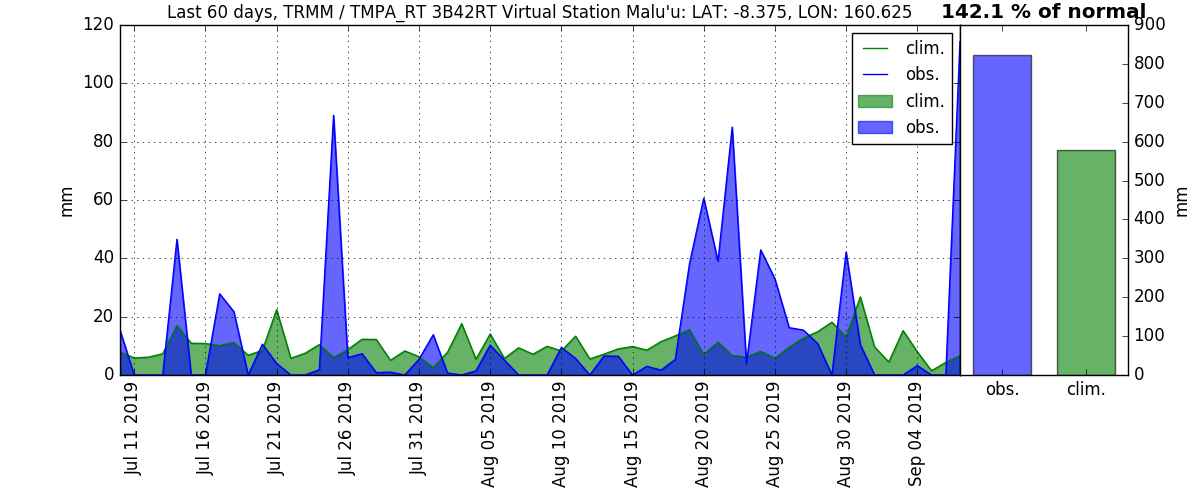 Last 60 days, TRMM / TMPA_RT 3B42RT Virtual Station Malu'u: LAT: -8.375, LON: 160.625
142.1 % of normal
120
100
80
60
40
20
0
mm
clim.
obs.
clim.
obs.
900
800
700
600
500
400
300
200
100
0
mm
Jul 11 2019
Jul 16 2019
Jul 21 2019
Jul 26 2019
Jul 31 2019
Aug 05 2019
Aug 10 2019
Aug 15 2019
Aug 20 2019
Aug 25 2019
Aug 30 2019
Sep 04 2019
obs.
clim.